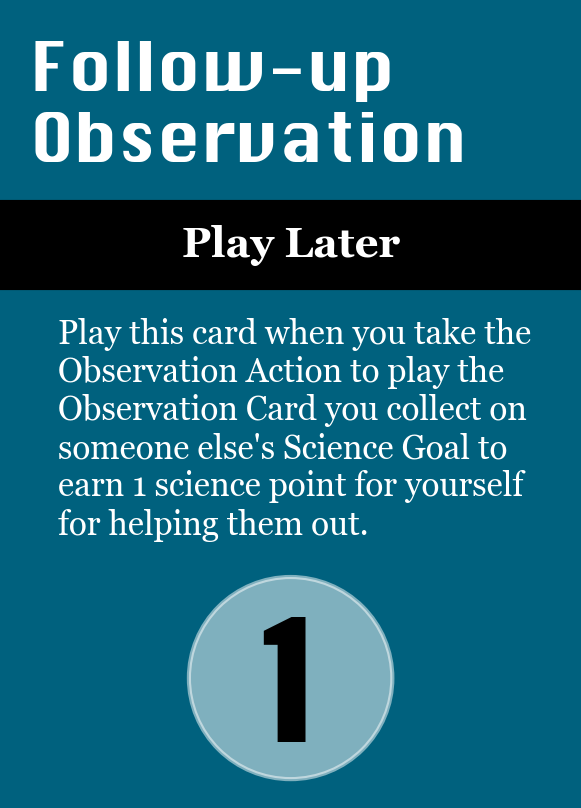 Follow-up
Observation
Play Later
Play this card when you take the
Observation Action to play the
Observation Card you collect on
someone else's Science Goal to
earn 1 science point for yourself
for helping them out.
1